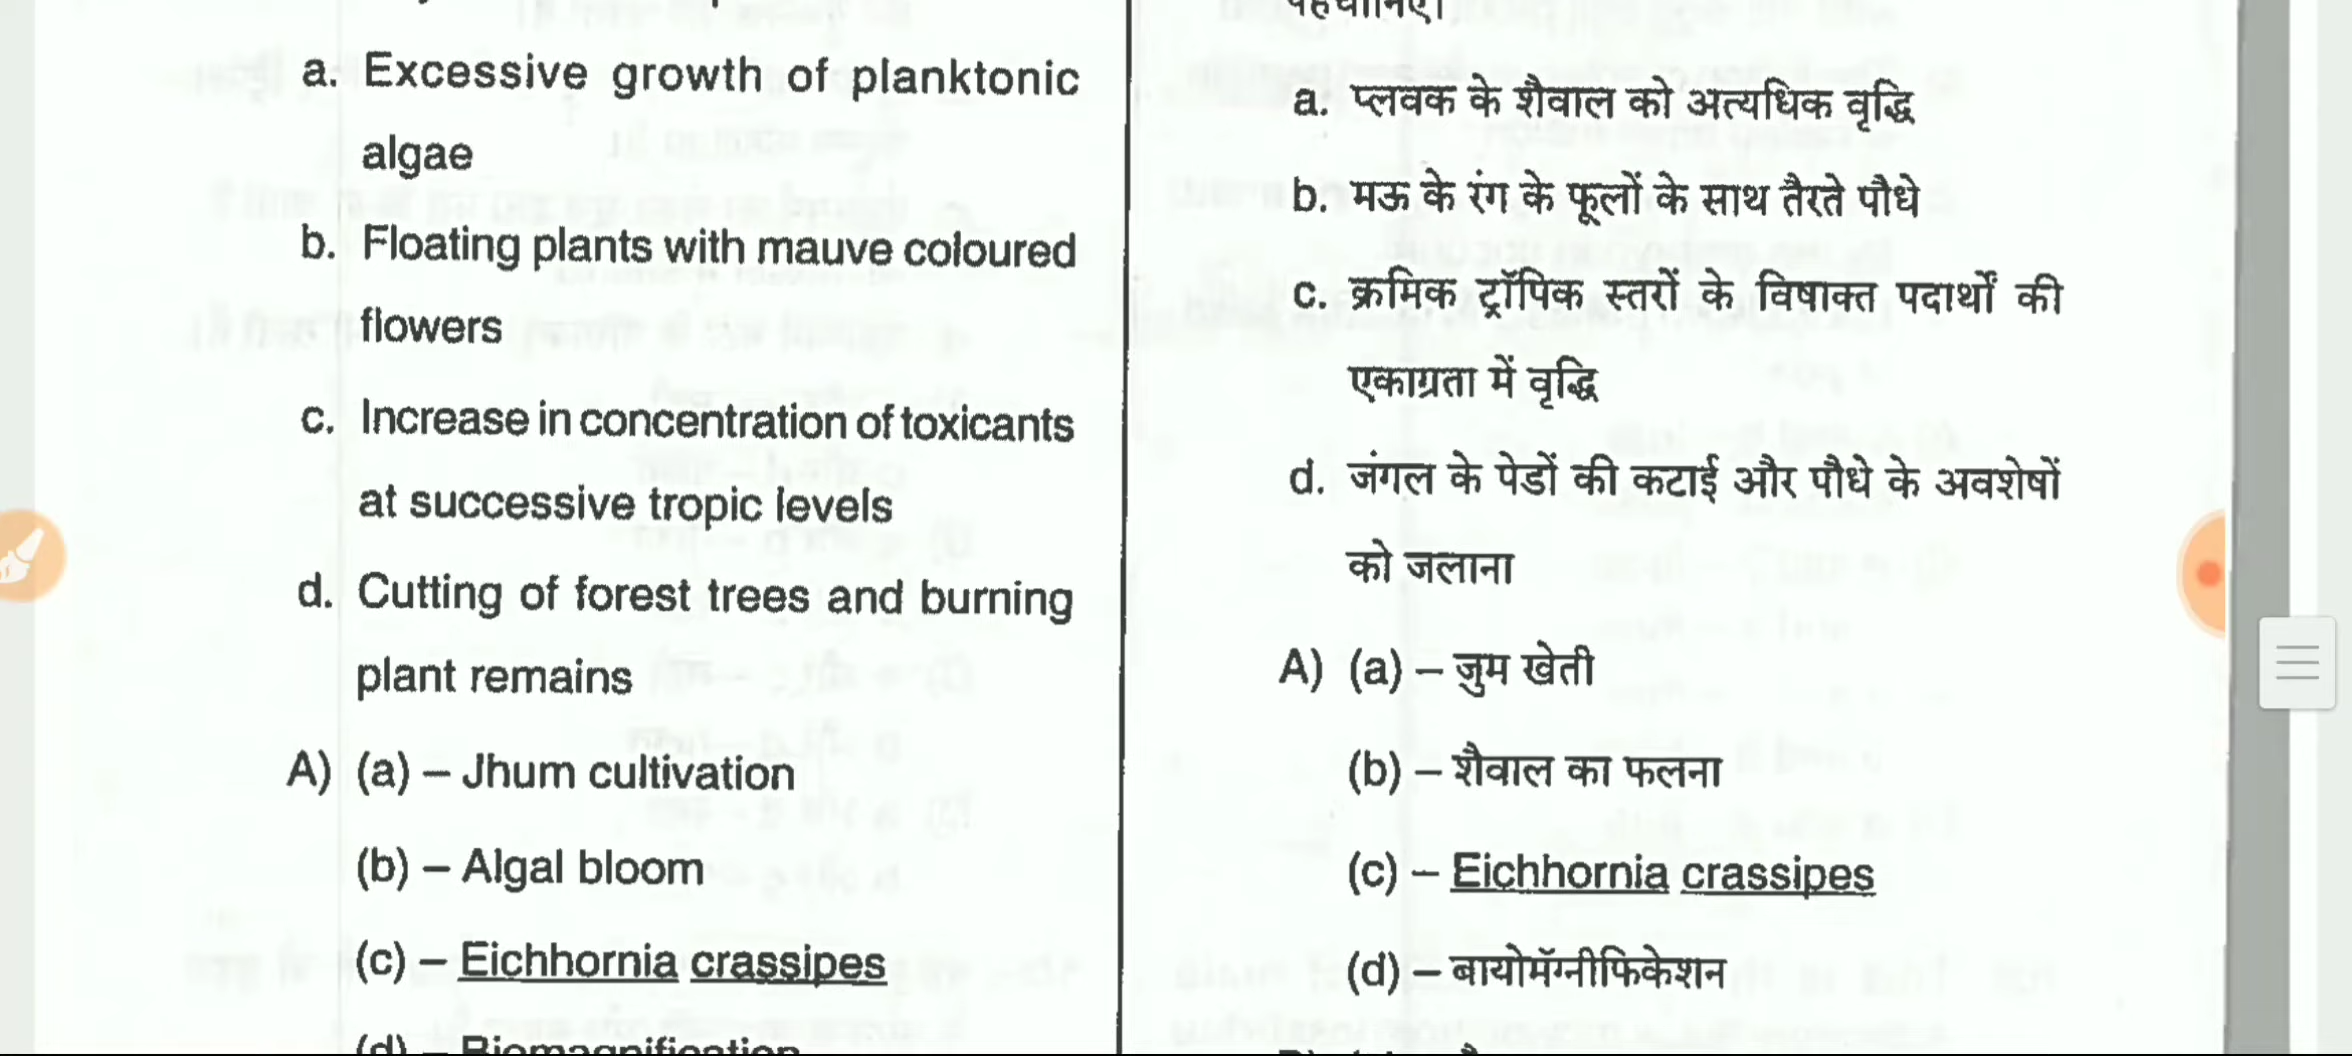 a. Excessive growth of planktonic
algae
b. Floating plants with mauve coloured
flowers
c. Increase in concentration of toxicants
at successive tropic levels
d. Cutting of forest trees and burning
plant remains
A) (a) – Jhum cultivation
(b) – Algal bloom
(c) – Eichhornia crassipes
(d) – Biomagnification
पहचानिए।
a. प्लवक के शैवाल को अत्यधिक वृद्धि
b. मऊ के रंग के फूलों के साथ तैरते पौधे
c. क्रमिक ट्रॉपिक स्तरों के विषाक्त पदार्थों की
एकाग्रता में वृद्धि
d. जंगल के पेडों की कटाई और पौधे के अवशेषों
को जलाना
A) (a) – जुम खेती
(b) – शैवाल का फलना
(c) – Eichhornia crassipes
(d) – बायोमॅग्नीफिकेशन